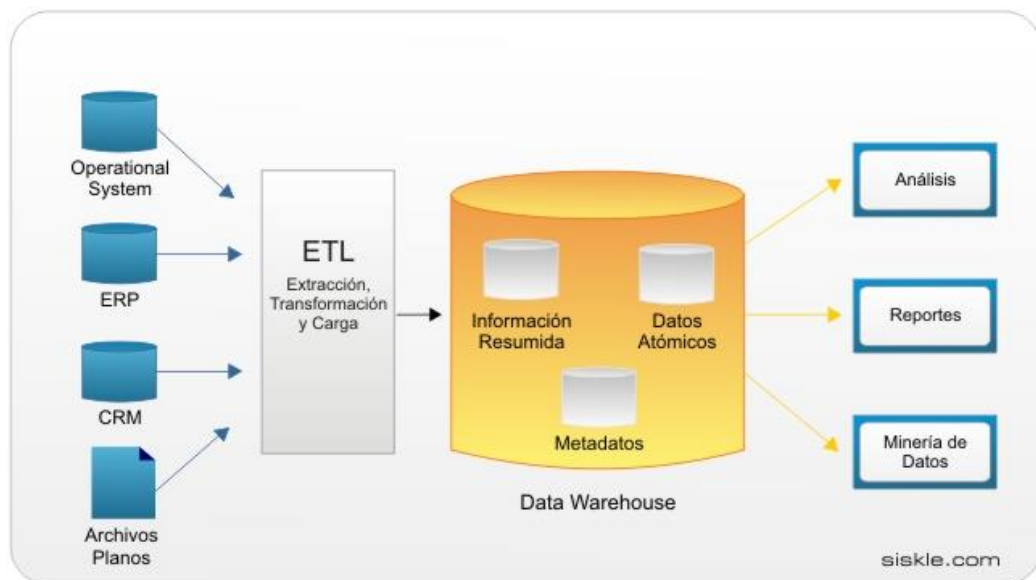 Operational
System
ERP
CRM
Archivos
Planos
ETL
Extracción,
Transformación
y Carga
Información
Resumida
Datos
Atómicos
Metadatos
Data Warehouse
Análisis
Reportes
Minería de
Datos
siskle.com